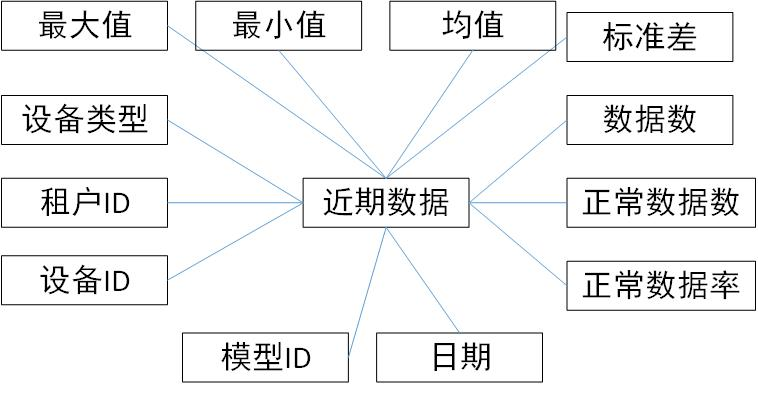 最大值
最小值
均值
标准差
设备类型
数据数
租户ID
近期数据
正常数据数
设备ID
正常数据率
模型ID
日期